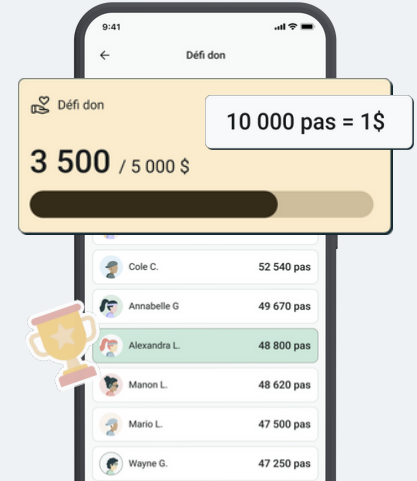 9:41
Défi don
Défi don
10 000 pas = 1$
3 500 / 5 000 $
Cole C. 52 540 pas
Annabelle G 49 670 pas
Alexandra L. 48 800 pas
Manon L. 48 620 pas
Mario L. 47 500 pas
Wayne G. 47 250 pas